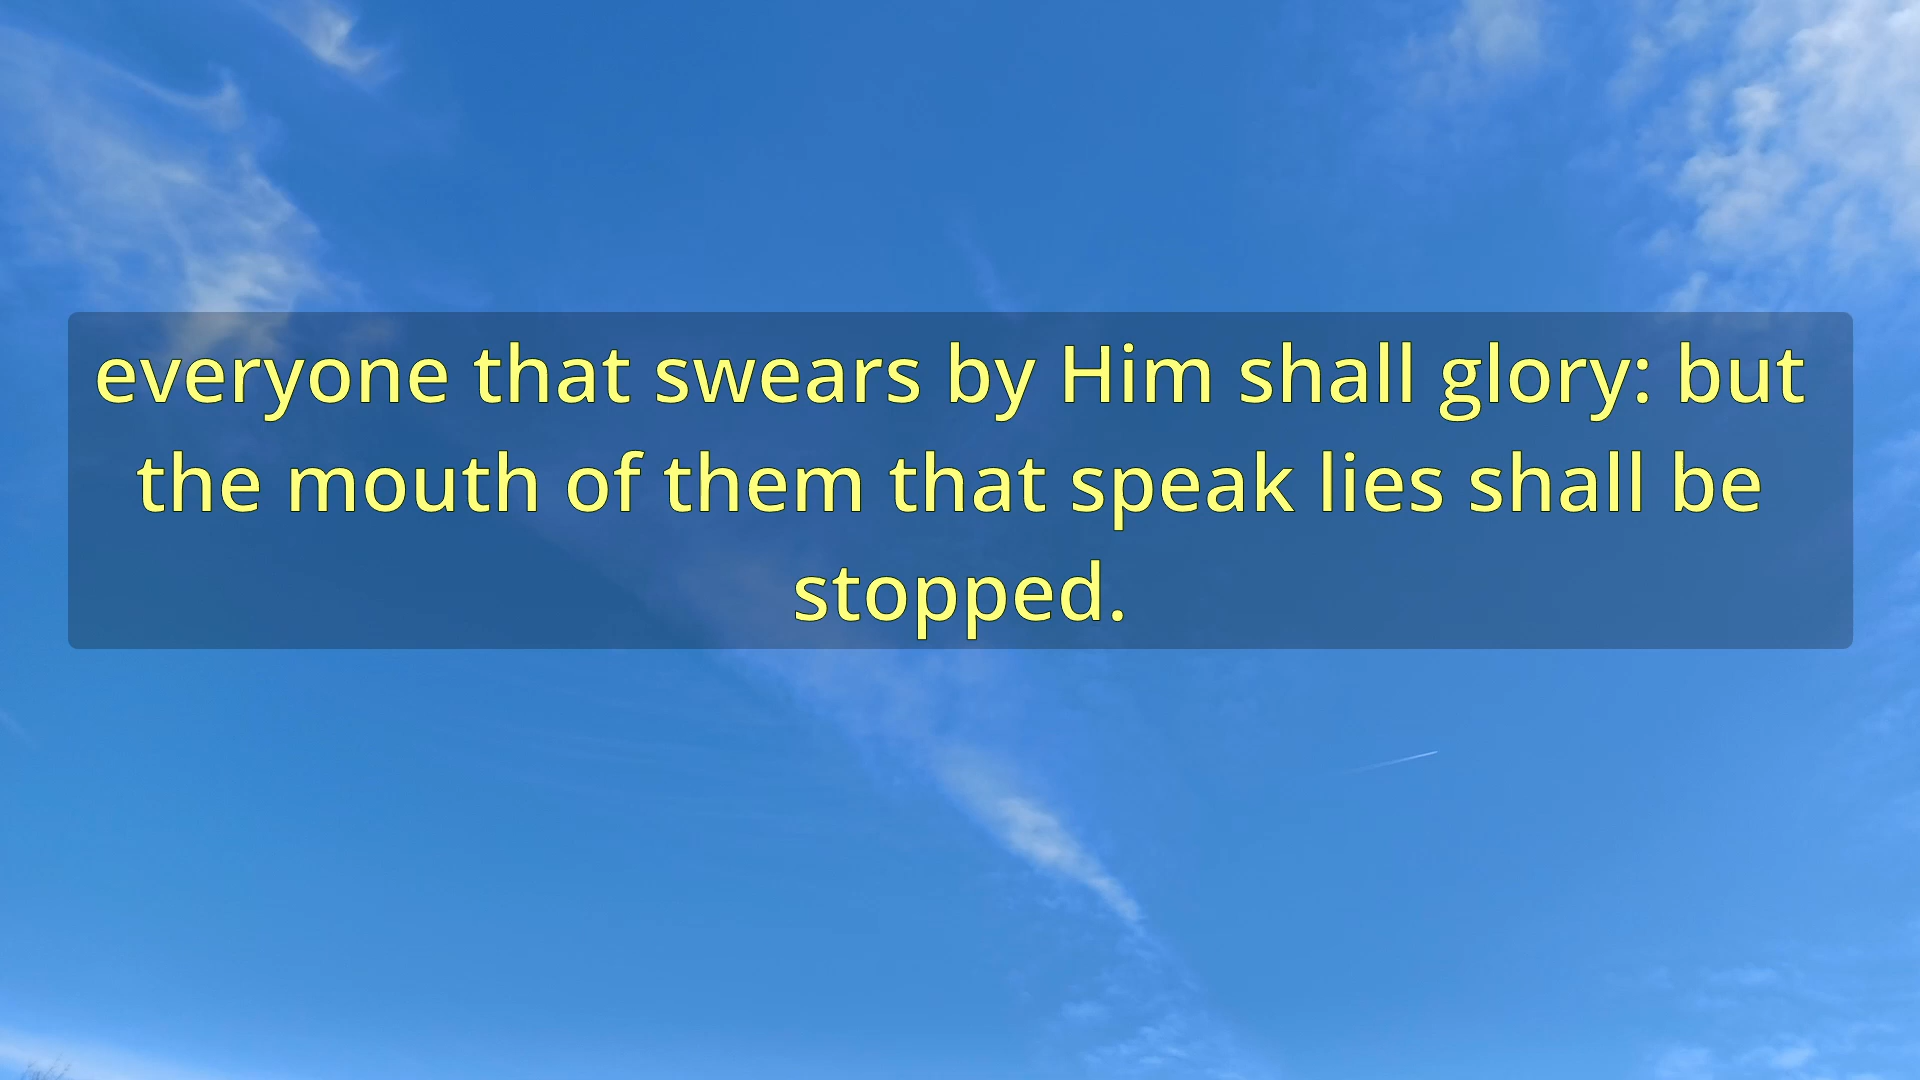 everyone that swears by Him shall glory: but
the mouth of them that speak lies shall be
stopped.